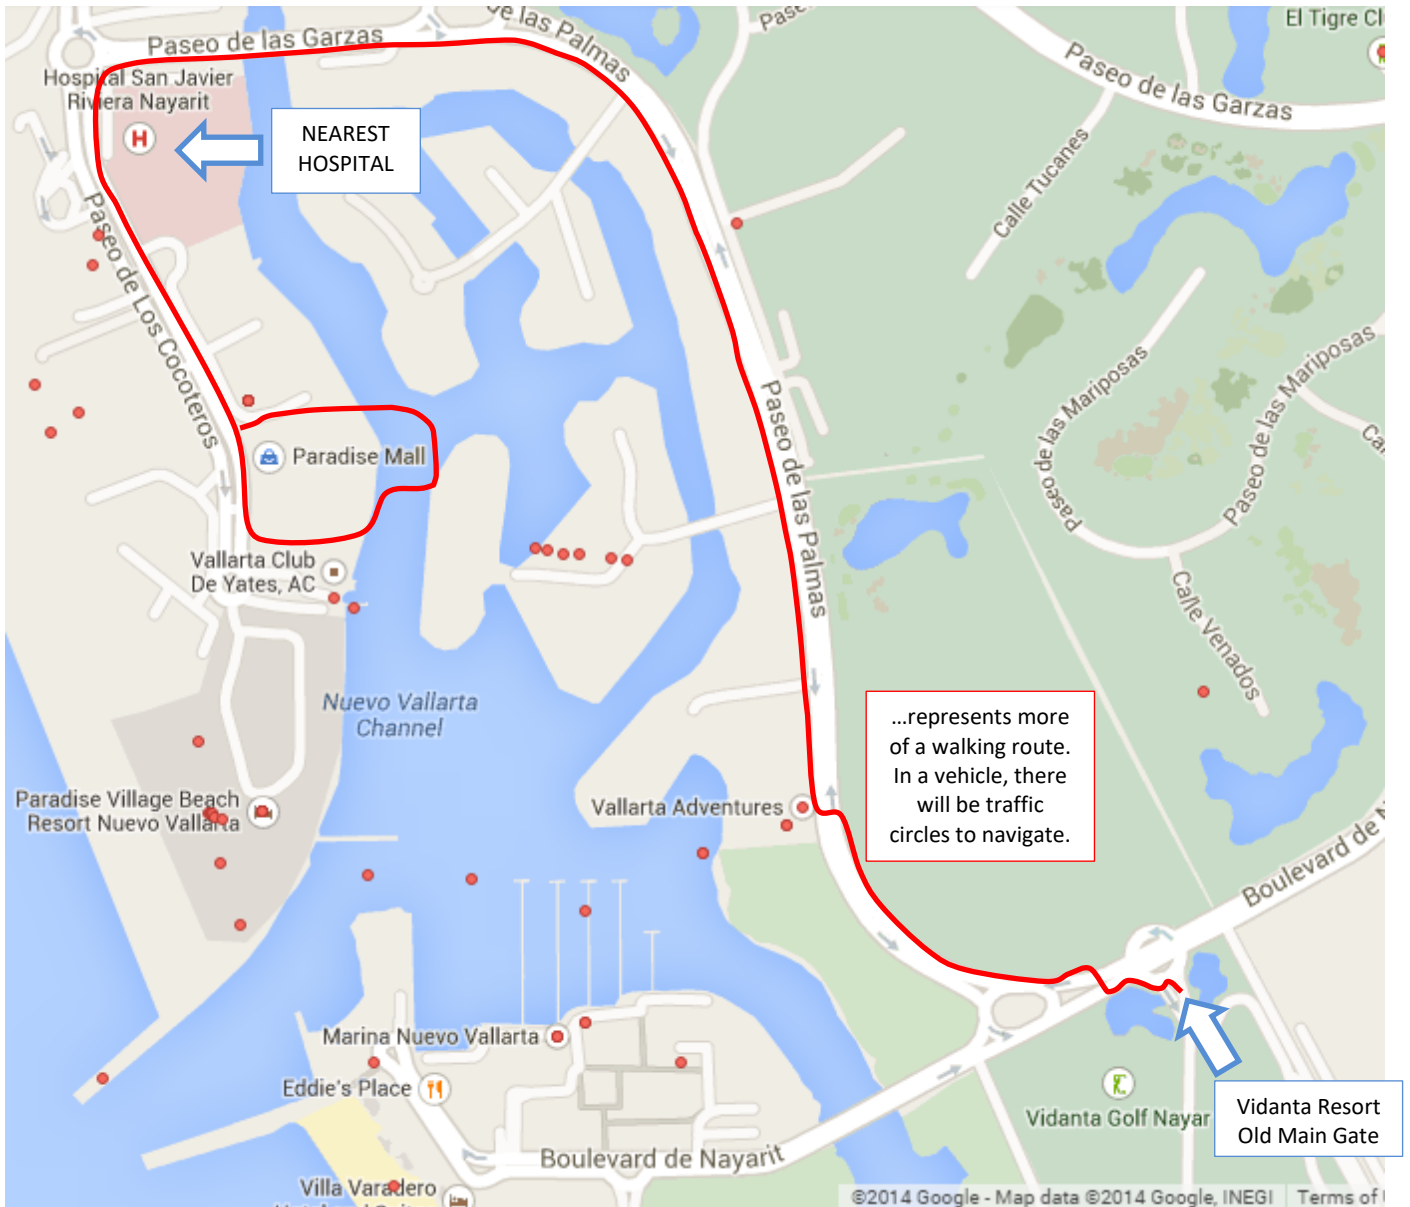 de las Palmas
Paseo
El Tigre Cl
Paseo de las Garzas
Paseo de las Garzas
Hospital San Javier
Riviera Nayarit
H
NEAREST
HOSPITAL
Calle Tucanes
Paseo de Los Cocoteros
Paseo de las Palmas
Paseo de las Mariposas
Paseo de las Mariposas
Ca
Paradise Mall
Vallarta Club
De Yates, AC
Calle Venados
Nuevo Vallarta
Channel
...represents more
of a walking route.
In a vehicle, there
will be traffic
circles to navigate.
Paradise Village Beach
Resort Nuevo Vallarta
Vallarta Adventures
Boulevard de N
Marina Nuevo Vallarta
Eddie's Place
Vidanta Golf Nayar
Vidanta Resort
Old Main Gate
Boulevard de Nayarit
Villa Varadero
©2014 Google - Map data ©2014 Google, INEGI
Terms of